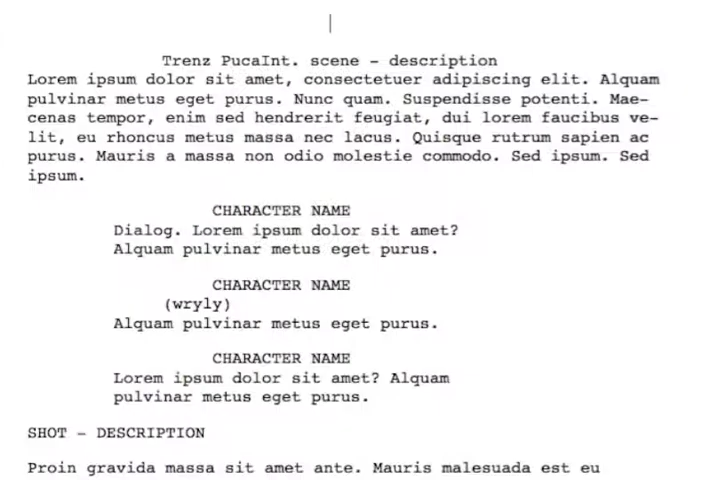 Trenz PucaInt. scene – description
Lorem ipsum dolor sit amet, consectetuer adipiscing elit. Alquam
pulvinar metus eget purus. Nunc quam. Suspendisse potenti. Mae–
cenas tempor, enim sed hendrerit feugiat, dui lorem faucibus ve–
lit, eu rhoncus metus massa nec lacus. Quisque rutrum sapien ac
purus. Mauris a massa non odio molestie commodo. Sed ipsum. Sed
ipsum.
CHARACTER NAME
Dialog. Lorem ipsum dolor sit amet?
Alquam pulvinar metus eget purus.
CHARACTER NAME
(wryly)
Alquam pulvinar metus eget purus.
CHARACTER NAME
Lorem ipsum dolor sit amet? Alquam
pulvinar metus eget purus.
SHOT – DESCRIPTION
Proin gravida massa sit amet ante. Mauris malesuada est eu